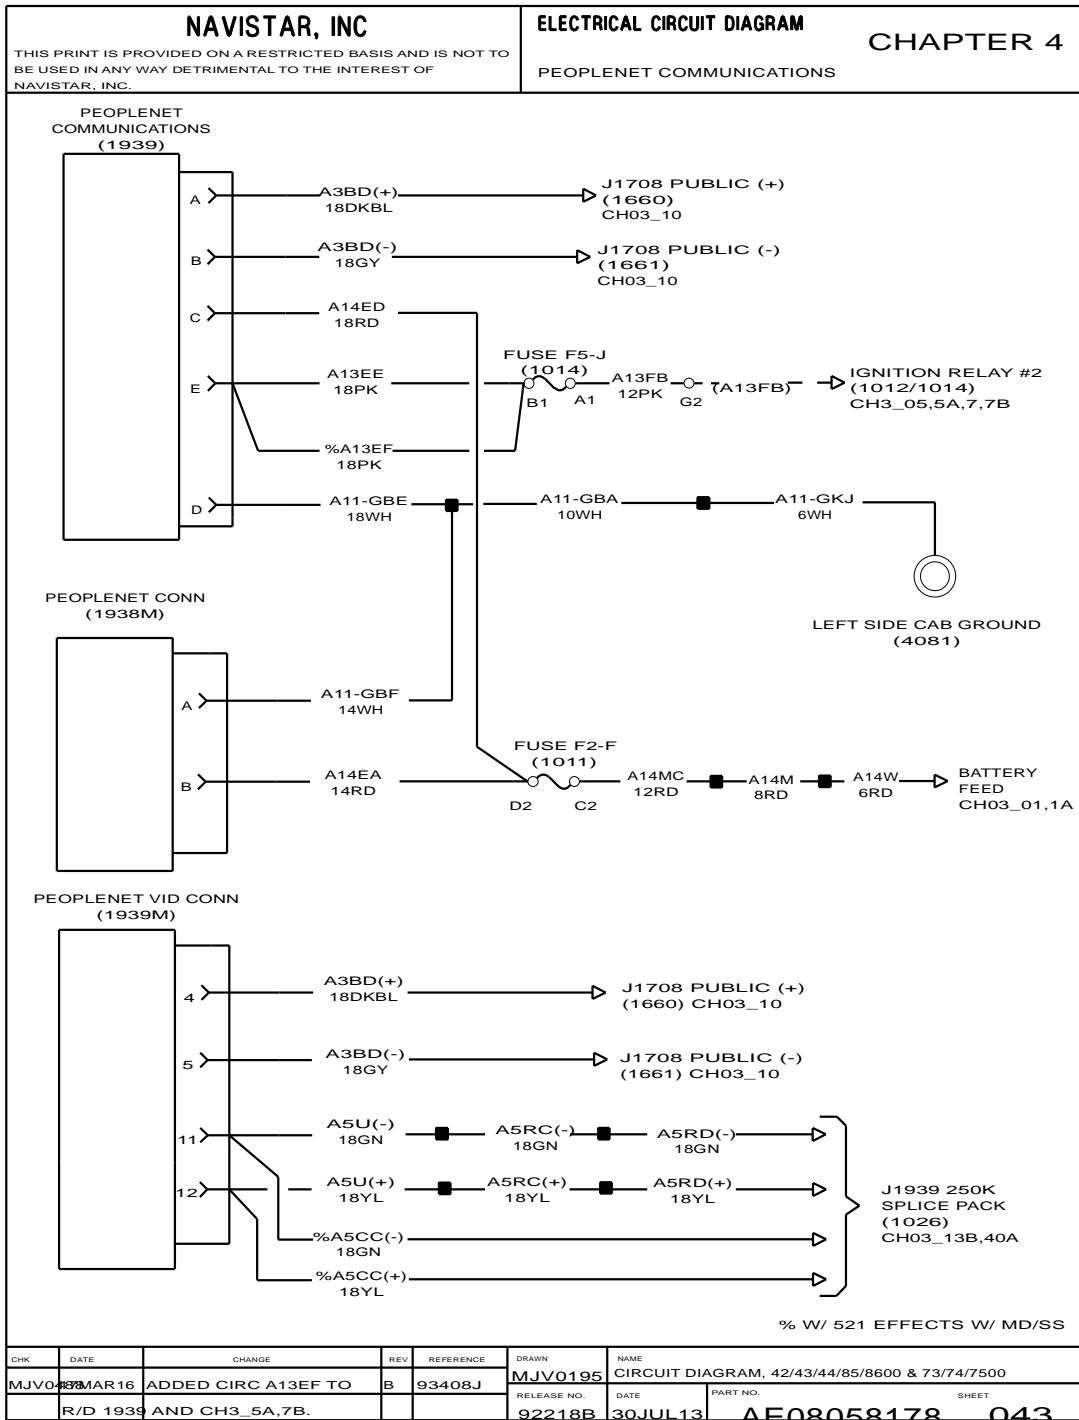 NAVISTAR, INC
THIS PRINT IS PROVIDED ON A RESTRICTED BASIS AND IS NOT TO
BE USED IN ANY WAY DETRIMENTAL TO THE INTEREST OF
NAVISTAR, INC.
ELECTRICAL CIRCUIT DIAGRAM
CHAPTER 4
PEOPLENET COMMUNICATIONS
PEOPLENET
COMMUNICATIONS
(1939)
A
A3BD(+)
18DKBL
J1708 PUBLIC (+)
(1660)
CH03_10
B
A3BD(-)
18GY
J1708 PUBLIC (-)
(1661)
CH03_10
C
A14ED
18RD
E
A13EE
18PK
FUSE F5-J
(1014)
B1
A1
A13FB
12PK
G2
(A13FB)
IGNITION RELAY #2
(1012/1014)
CH3_05,5A,7,7B
%A13EF
18PK
D
A11-GBE
18WH
A11-GBA
10WH
A11-GKJ
6WH
LEFT SIDE CAB GROUND
(4081)
PEOPLENET CONN
(1938M)
A
A11-GBF
14WH
B
A14EA
14RD
FUSE F2-F
(1011)
D2
C2
A14MC
12RD
A14M
8RD
A14W
6RD
BATTERY
FEED
CH03_01,1A
PEOPLENET VID CONN
(1939M)
4
A3BD(+)
18DKBL
J1708 PUBLIC (+)
(1660) CH03_10
5
A3BD(-)
18GY
J1708 PUBLIC (-)
(1661) CH03_10
11
A5U(-)
18GN
A5RC(-)
18GN
A5RD(-)
18GN
12
A5U(+)
18YL
A5RC(+)
18YL
A5RD(+)
18YL
%A5CC(-)
18GN
%A5CC(+)
18YL
J1939 250K
SPLICE PACK
(1026)
CH03_13B,40A
% W/ 521 EFFECTS W/ MD/SS
CHK DATE CHANGE REV REFERENCE
ADDED CIRC A13EF TO B 93408J
R/D 1939 AND CH3_5A,7B.
DRAWN
MJV0195
NAME
CIRCUIT DIAGRAM, 42/43/44/85/8600 & 73/74/7500
RELEASE NO.
92218B
DATE
30JUL13
PART NO.
AE08058178
SHEET
043